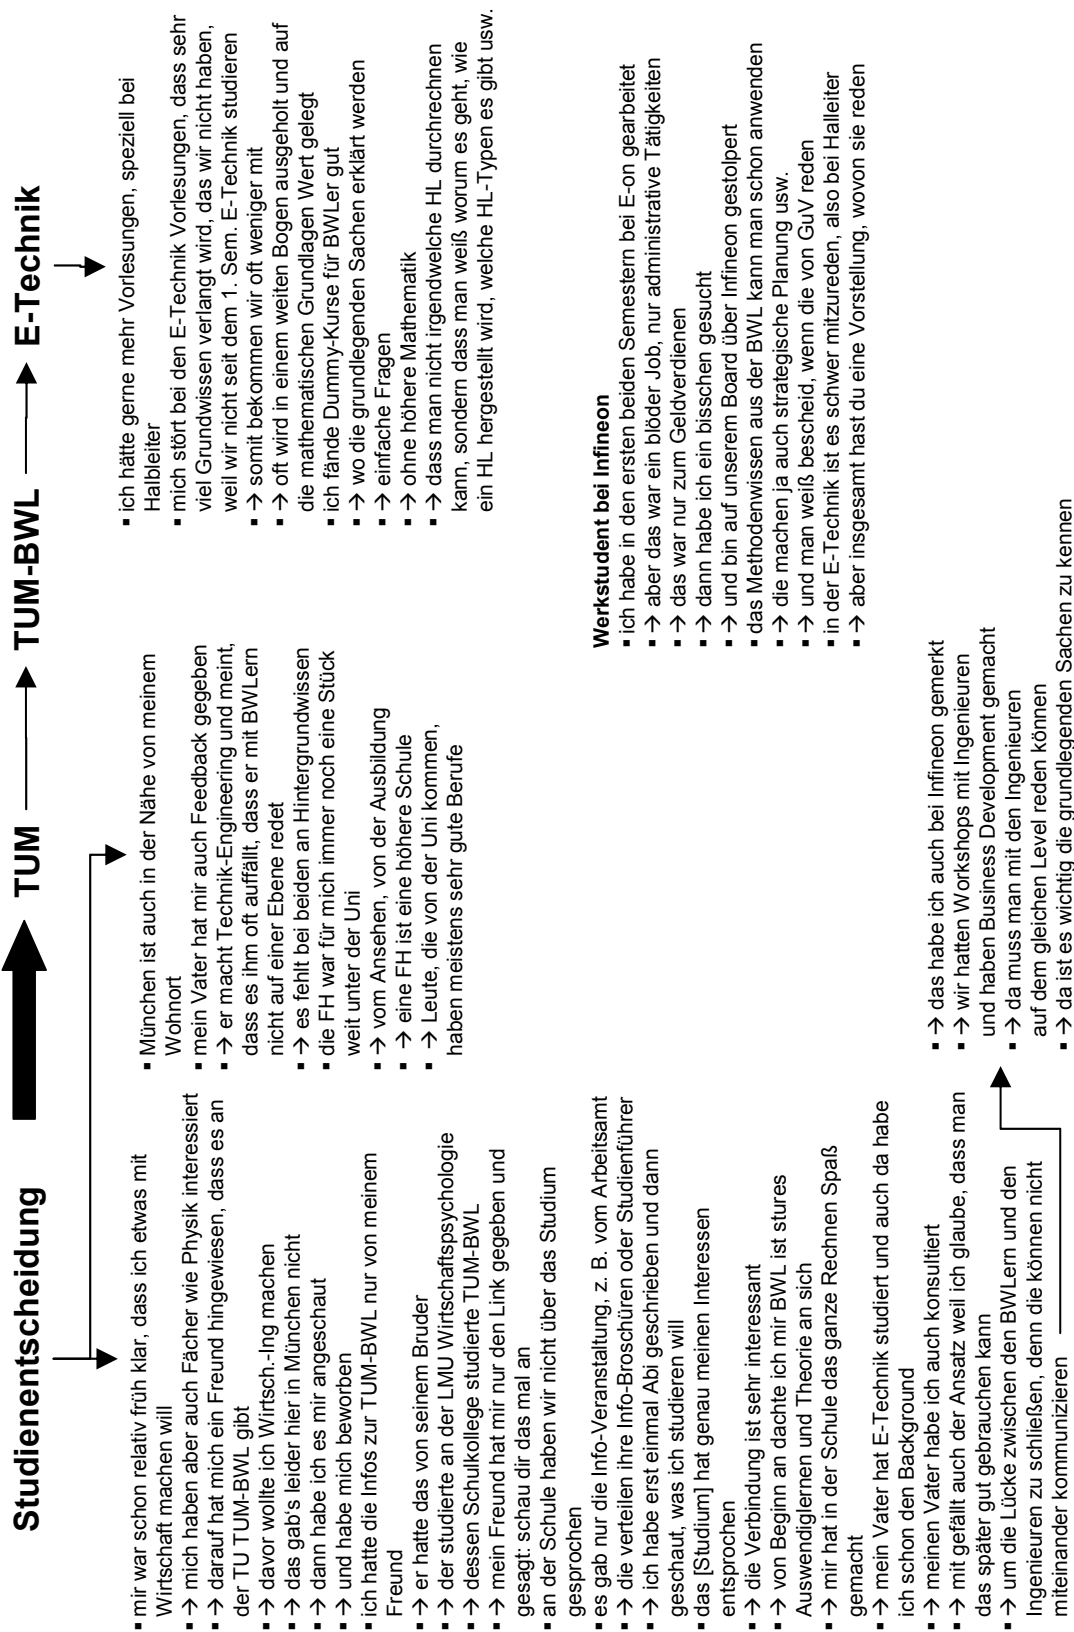 Studienentscheidung TUM TUM-BWL E-Technik
▪ mir war schon relativ früh klar, dass ich etwas mit
Wirtschaft machen will
▪ → mich haben aber auch Fächer wie Physik interessiert
▪ → darauf hat mich ein Freund hingewiesen, dass es an
der TU TUM-BWL gibt
▪ → davor wollte ich Wirtsch.-Ing machen
▪ → das gab's leider hier in München nicht
▪ → dann habe ich es mir angeschaut
▪ → und habe mich beworben
▪ ich hatte die Infos zur TUM-BWL nur von meinem
Freund
▪ → er hatte das von seinem Bruder
▪ → der studierte an der LMU Wirtschaftspsychologie
▪ → dessen Schulkollege studierte TUM-BWL
▪ → mein Freund hat mir nur den Link gegeben und
gesagt: schau dir das mal an
▪ an der Schule haben wir nicht über das Studium
gesprochen
▪ es gab nur die Info-Veranstaltung, z. B. vom Arbeitsamt
▪ → die verteilen ihre Info-Broschüren oder Studienführer
▪ → ich habe erst einmal Abi geschrieben und dann
geschaut, was ich studieren will
▪ das [Studium] hat genau meinen Interessen
entsprochen
▪ → die Verbindung ist sehr interessant
▪ → von Beginn an dachte ich mir BWL ist stures
Auswendiglernen und Theorie an sich
▪ → mir hat in der Schule das ganze Rechnen Spaß
gemacht
▪ → mein Vater hat E-Technik studiert und auch da habe
ich schon den Background
▪ → meinen Vater habe ich auch konsultiert
▪ → mit gefällt auch der Ansatz weil ich glaube, dass man
das später gut gebrauchen kann
▪ → um die Lücke zwischen den BWLern und den
Ingenieuren zu schließen, denn die können nicht
miteinander kommunizieren
▪ München ist auch in der Nähe von meinem
Wohnort
▪ mein Vater hat mir auch Feedback gegeben
▪ → er macht Technik-Engineering und meint,
dass es ihm oft auffällt, dass er mit BWLern
nicht auf einer Ebene redet
▪ → es fehlt bei beiden an Hintergrundwissen
▪ die FH war für mich immer noch eine Stück
weit unter der Uni
▪ → vom Ansehen, von der Ausbildung
▪ → eine FH ist eine höhere Schule
▪ → Leute, die von der Uni kommen,
haben meistens sehr gute Berufe
▪ → das habe ich auch bei Infineon gemerkt
▪ → wir hatten Workshops mit Ingenieuren
und haben Business Development gemacht
▪ → da muss man mit den Ingenieuren
auf dem gleichen Level reden können
▪ → da ist es wichtig die grundlegenden Sachen zu kennen
▪ ich hätte gerne mehr Vorlesungen, speziell bei
Halbleiter
▪ mich stört bei den E-Technik Vorlesungen, dass sehr
viel Grundwissen verlangt wird, das wir nicht haben,
weil wir nicht seit dem 1. Sem. E-Technik studieren
▪ → somit bekommen wir oft weniger mit
▪ → oft wird in einem weiten Bogen ausgeholt und auf
die mathematischen Grundlagen Wert gelegt
▪ ich fände Dummy-Kurse für BWLer gut
▪ → wo die grundlegenden Sachen erklärt werden
▪ → einfache Fragen
▪ → ohne höhere Mathematik
▪ → dass man nicht irgendwelche HL durchrechnen
kann, sondern dass man weiß worum es geht, wie
ein HL hergestellt wird, welche HL-Typen es gibt usw.
Werkstudent bei Infineon
▪ ich habe in den ersten beiden Semestern bei E-on gearbeitet
▪ → aber das war ein blöder Job, nur administrative Tätigkeiten
▪ → das war nur zum Geldverdienen
▪ → dann habe ich ein bisschen gesucht
▪ → und bin auf unserem Board über Infineon gestolpert
▪ das Methodenwissen aus der BWL kann man schon anwenden
▪ → die machen ja auch strategische Planung usw.
▪ → und man weiß bescheid, wenn die von GuV reden
▪ in der E-Technik ist es schwer mitzureden, also bei Halleiter
▪ → aber insgesamt hast du eine Vorstellung, wovon sie reden